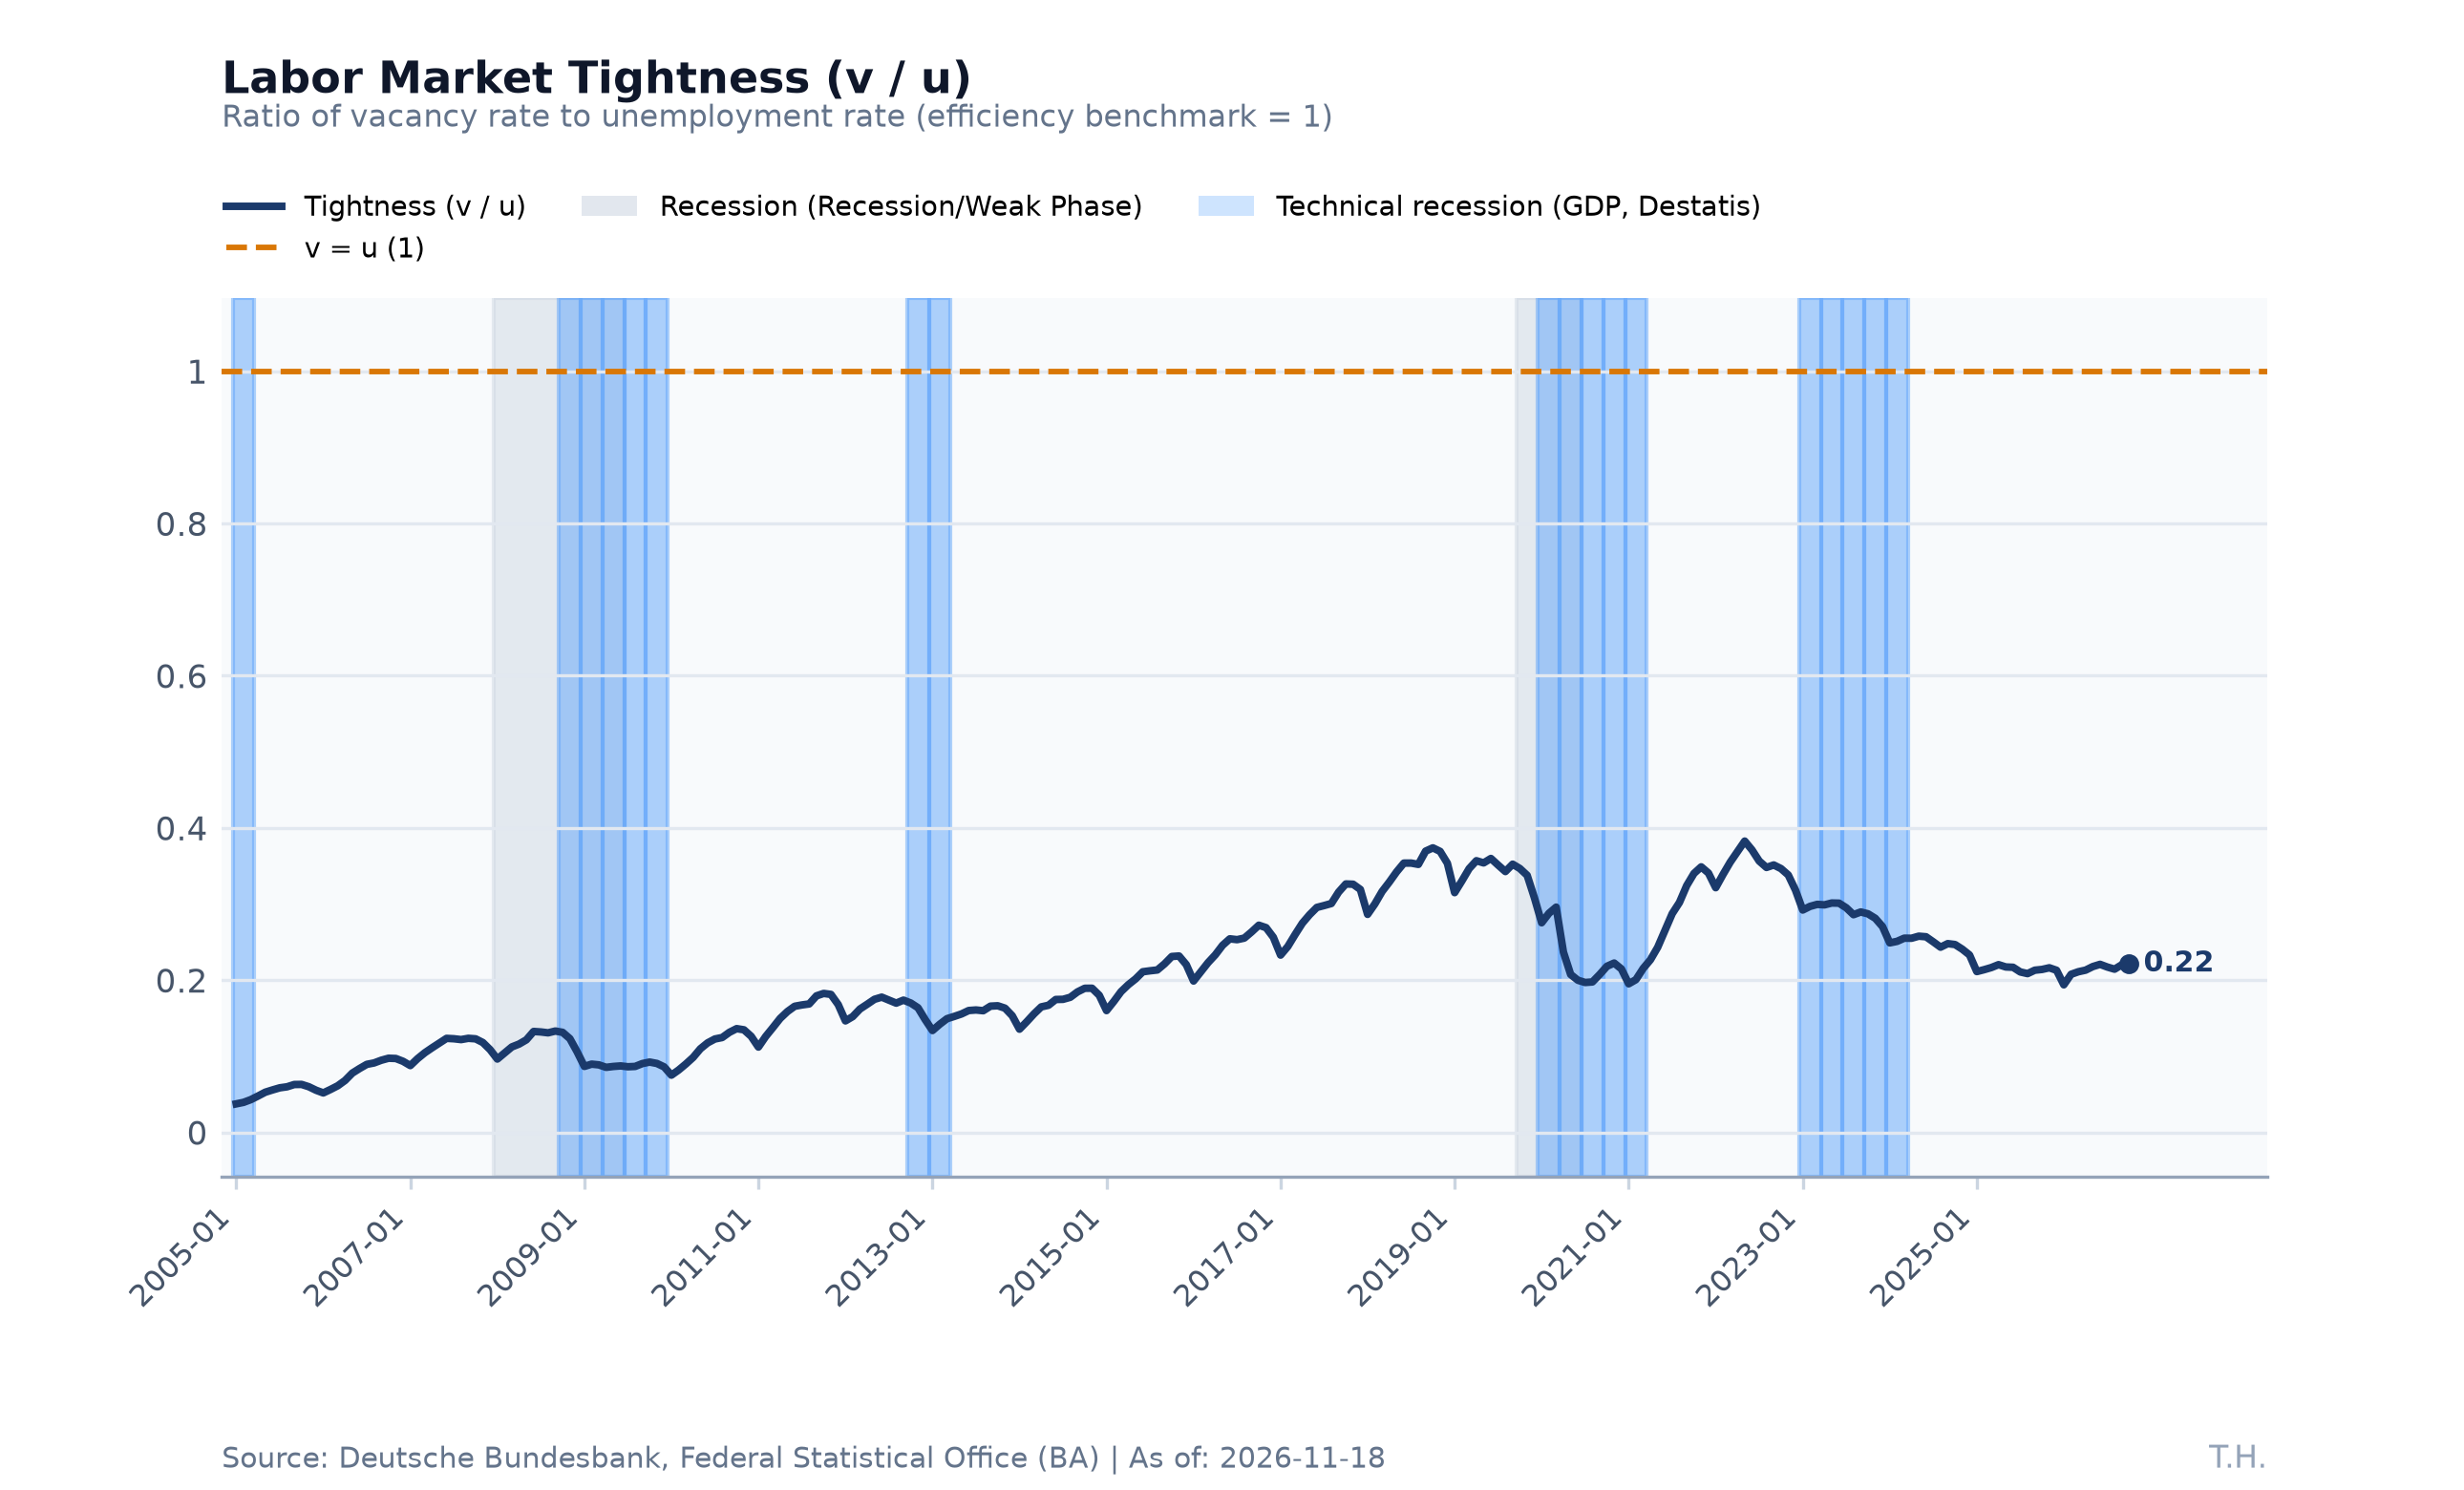 Labor Market Tightness (v / u)
Ratio of vacancy rate to unemployment rate (efficiency benchmark = 1)
Tightness (v / u)
Recession (Recession/Weak Phase)
Technical recession (GDP, Destatis)
v = u (1)
1
0.8
0.6
0.4
0.2
0
0.22
2005-01
2007-01
2009-01
2011-01
2013-01
2015-01
2017-01
2019-01
2021-01
2023-01
2025-01
Source: Deutsche Bundesbank, Federal Statistical Office (BA) | As of: 2026-11-18
T.H.